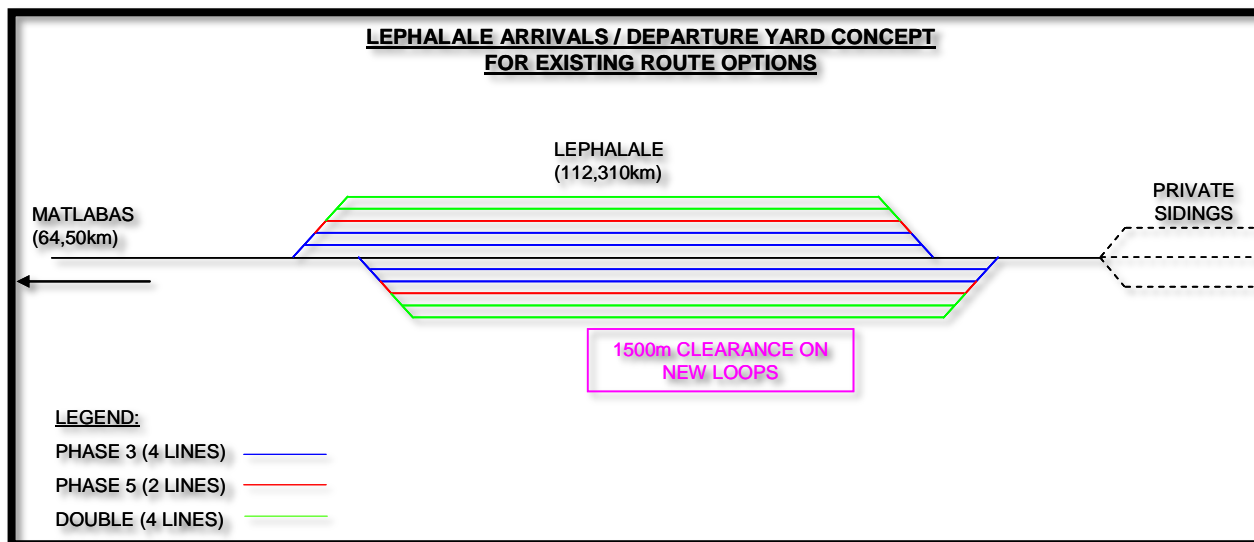 LEPHALALE ARRIVALS / DEPARTURE YARD CONCEPT
FOR EXISTING ROUTE OPTIONS
LEPHALALE
(112,310km)
MATLABAS
(64,50km)
PRIVATE
SIDINGS
1500m CLEARANCE ON
NEW LOOPS
LEGEND:
PHASE 3 (4 LINES)
PHASE 5 (2 LINES)
DOUBLE (4 LINES)